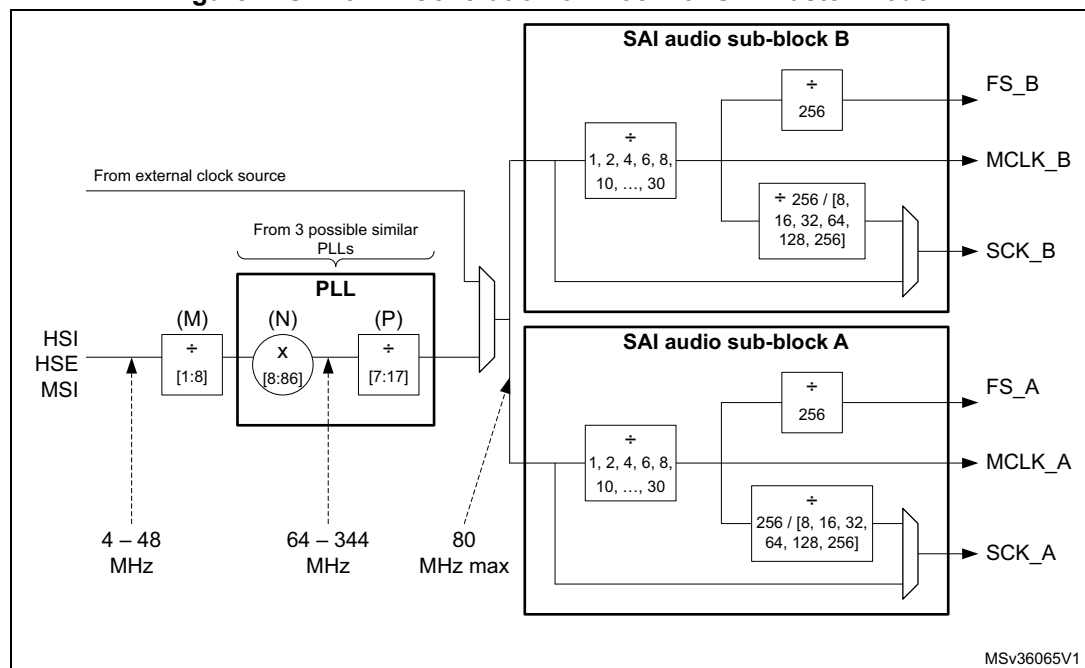 SAI audio sub-block B
÷
256
FS_B
÷
1, 2, 4, 6, 8,
10, …, 30
MCLK_B
÷ 256 / [8,
16, 32, 64,
128, 256]
SCK_B
From external clock source
From 3 possible similar
PLLs
PLL
(M)
(N)
(P)
HSI
HSE
MSI
÷
[1:8]
x
[8:86]
÷
[7:17]
SAI audio sub-block A
÷
256
FS_A
÷
1, 2, 4, 6, 8,
10, …, 30
MCLK_A
÷
256 / [8, 16, 32,
64, 128, 256]
SCK_A
4 – 48
MHz
64 – 344
MHz
80
MHz max
MSv36065V1